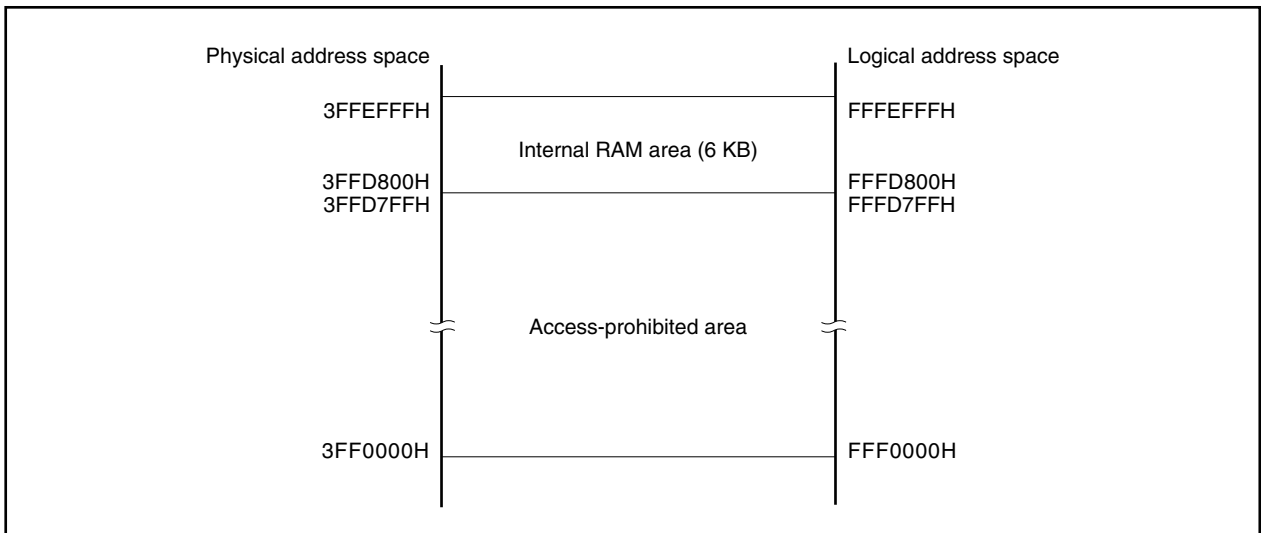 Physical address space
Logical address space
3FFEFFFH
FFFEFFFH
Internal RAM area (6 KB)
3FFD800H
FFFD800H
3FFD7FFH
FFFD7FFH
Access-prohibited area
3FF0000H
FFF0000H